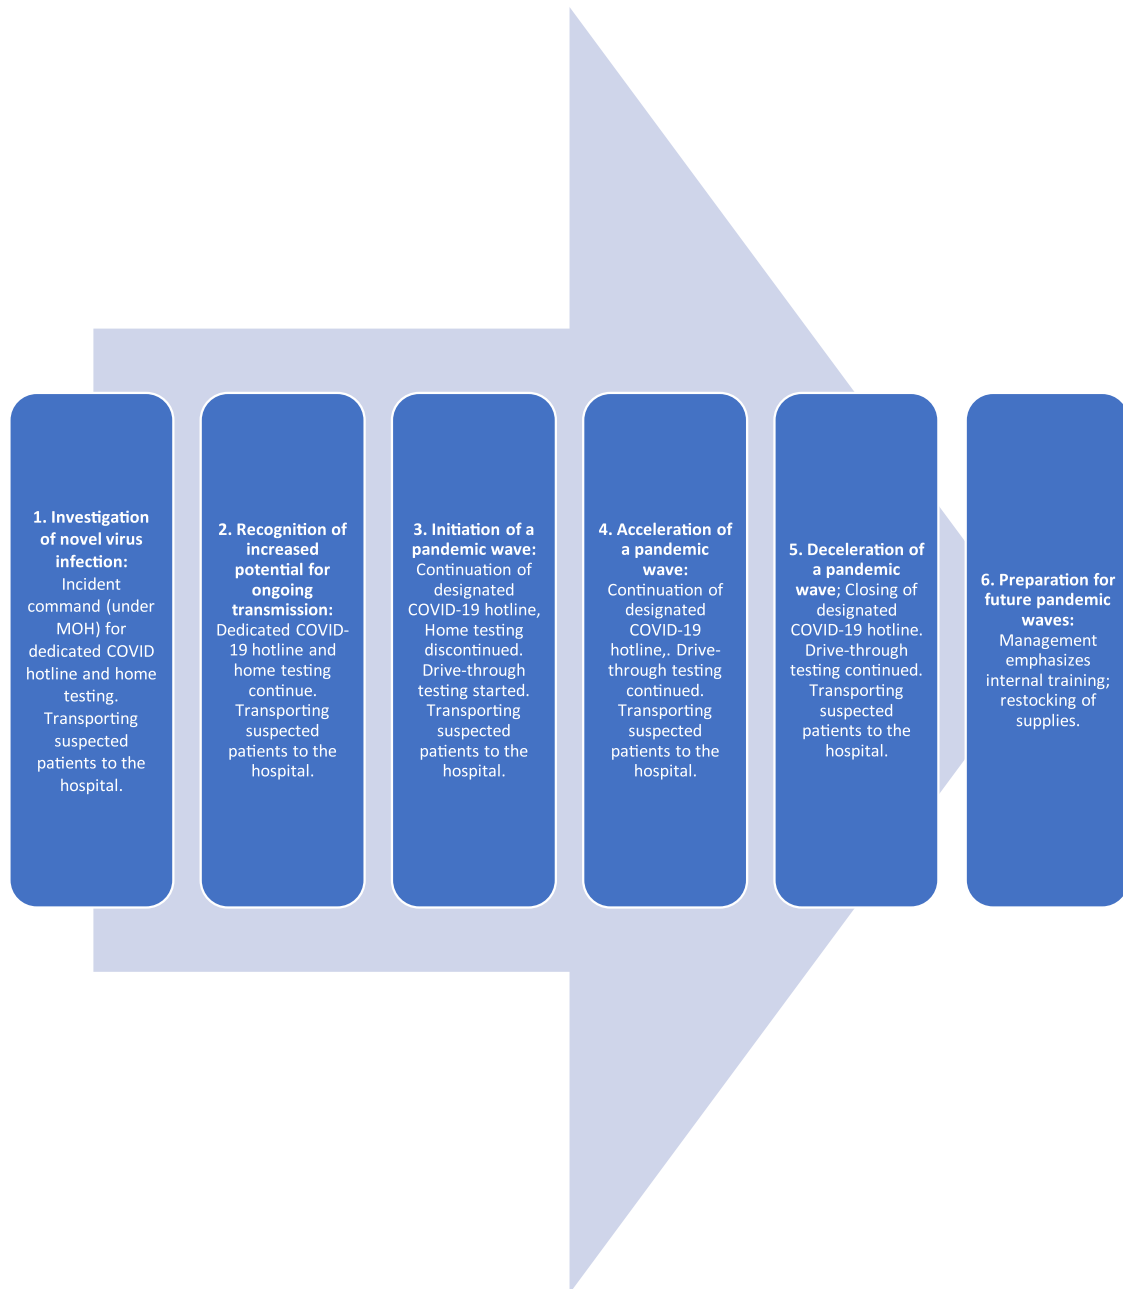 1. Investigation
of novel virus
infection:
Incident
command (under
MOH) for
dedicated COVID
hotline and home
testing.
Transporting
suspected
patients to the
hospital.
2. Recognition of
increased
potential for
ongoing
transmission:
Dedicated COVID-
19 hotline and
home testing
continue.
Transporting
suspected
patients to the
hospital.
3. Initiation of a
pandemic wave:
Continuation of
designated
COVID-19 hotline,
Home testing
discontinued.
Drive-through
testing started.
Transporting
suspected
patients to the
hospital.
4. Acceleration of
a pandemic
wave:
Continuation of
designated
COVID-19
hotline,. Drive-
through testing
continued.
Transporting
suspected
patients to the
hospital.
5. Deceleration of
a pandemic
wave; Closing of
designated
COVID-19 hotline.
Drive-through
testing continued.
Transporting
suspected
patients to the
hospital.
6. Preparation for
future pandemic
waves:
Management
emphasizes
internal training;
restocking of
supplies.